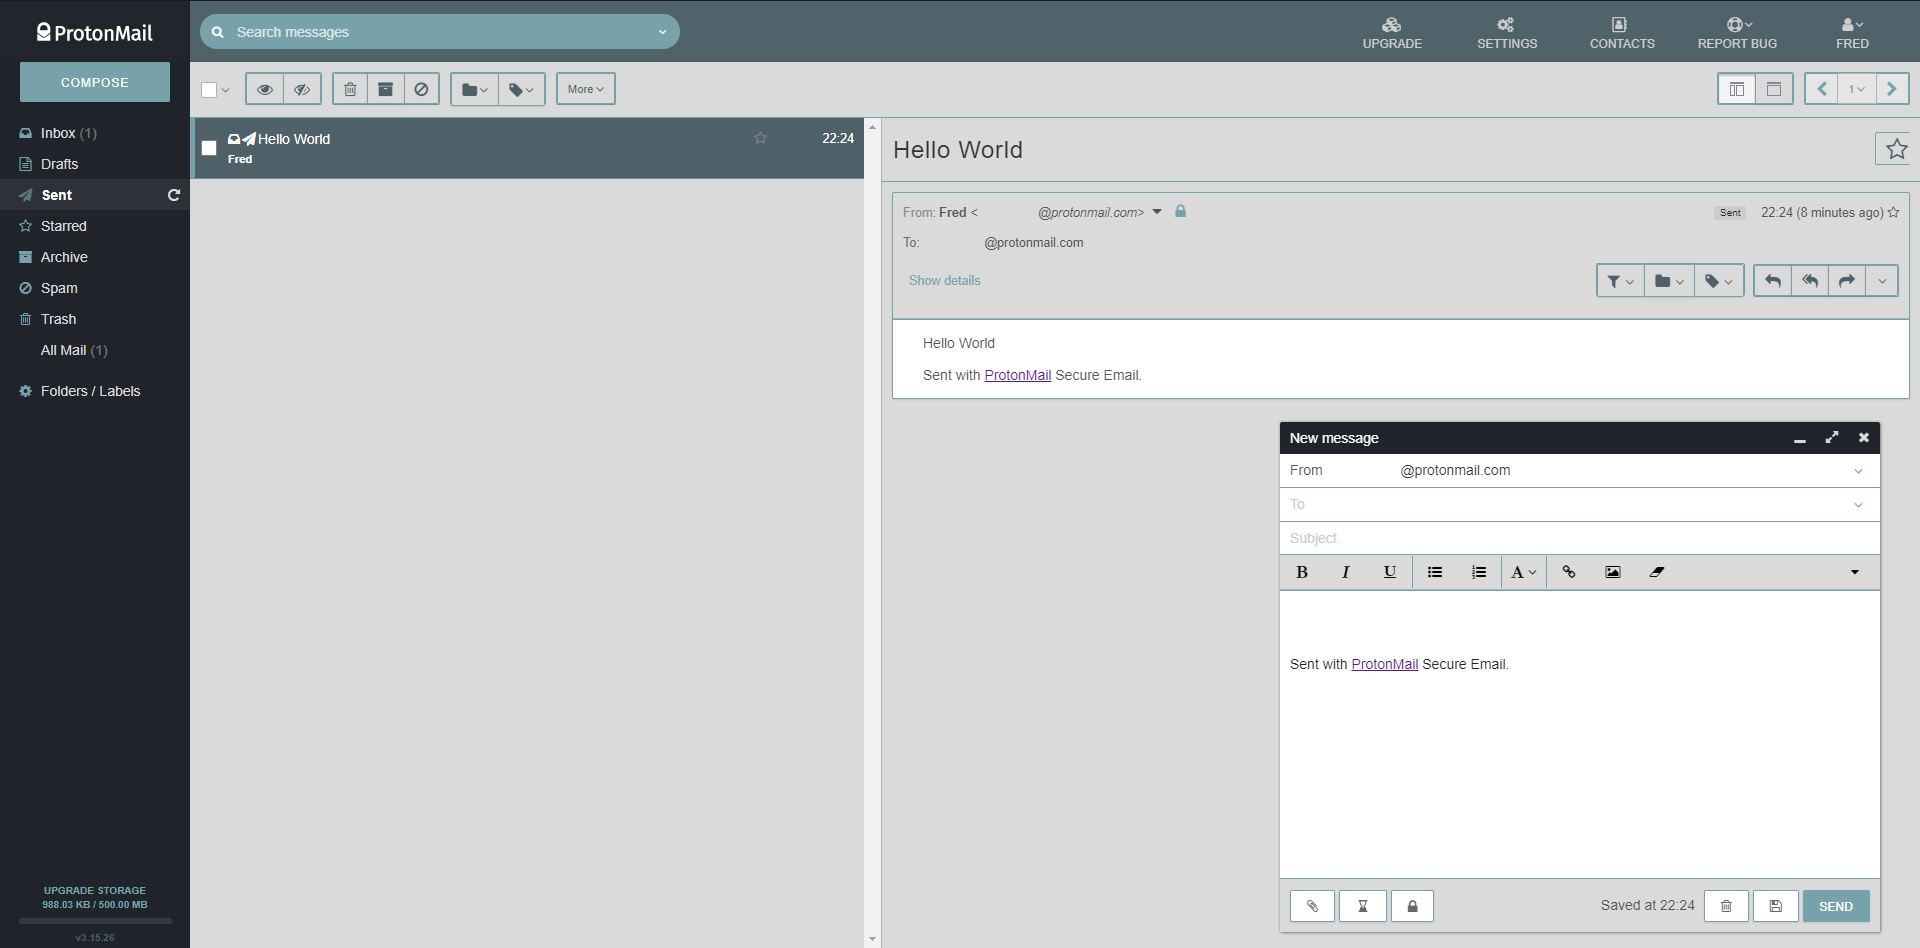 ProtonMail
Search messages
UPGRADE
SETTINGS
CONTACTS
REPORT BUG
FRED
COMPOSE
More
1
Inbox (1)
Drafts
Sent
Starred
Archive
Spam
Trash
All Mail (1)
Folders / Labels
UPGRADE STORAGE
988.03 KB / 500.00 MB
v3.15.26
Hello World
22:24
Fred
Hello World
From: Fred < @protonmail.com>
Sent 22:24 (8 minutes ago)
To: @protonmail.com
Show details
Hello World
Sent with ProtonMail Secure Email.
New message
From @protonmail.com
To
Subject
B I U A
Sent with ProtonMail Secure Email.
Saved at 22:24
SEND